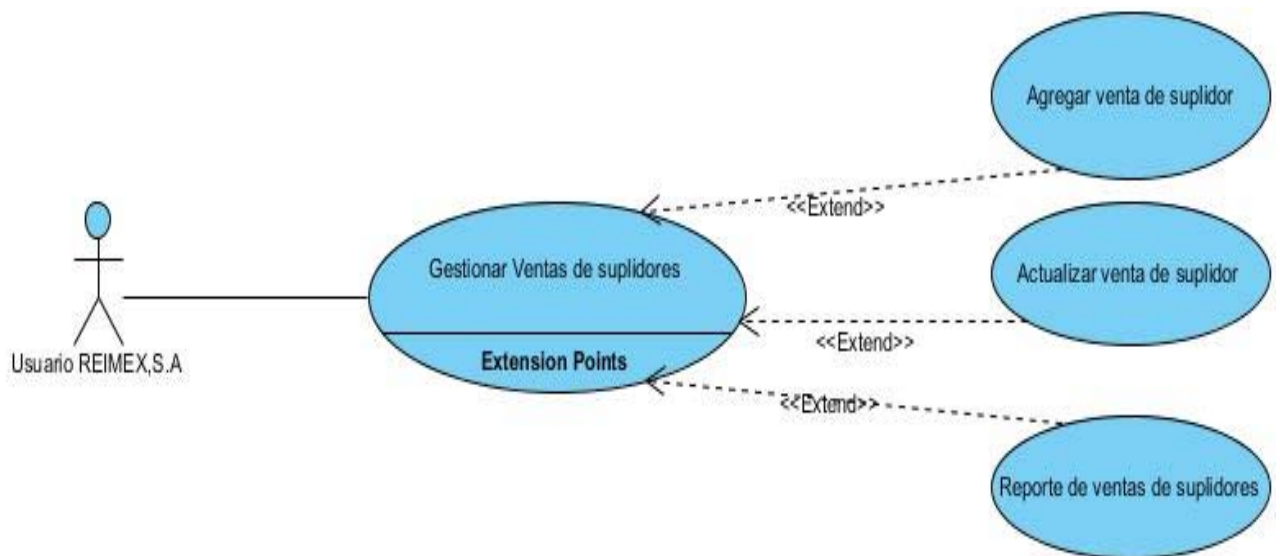 Agregar venta de suplidor
<<Extend>>
Gestionar Ventas de suplidores
Actualizar venta de suplidor
<<Extend>>
Extension Points
Usuario REIMEX,S.A
<<Extend>>
Reporte de ventas de suplidores